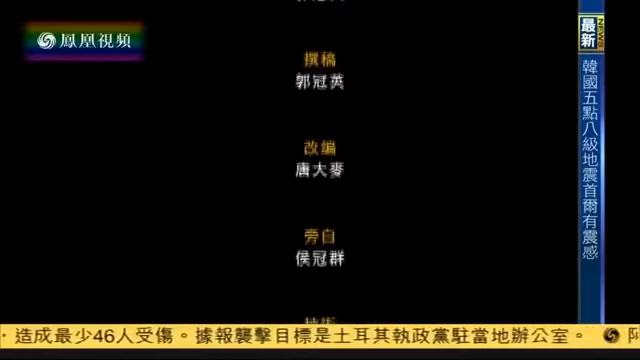 鳳凰視頻
撰稿
郭冠英
改編
唐大麥
旁白
侯冠群
最新
NEWS
韓國五點八級地震首爾有震感
造成最少46人受傷。據報襲擊目標是土耳其執政黨駐當地辦公室。